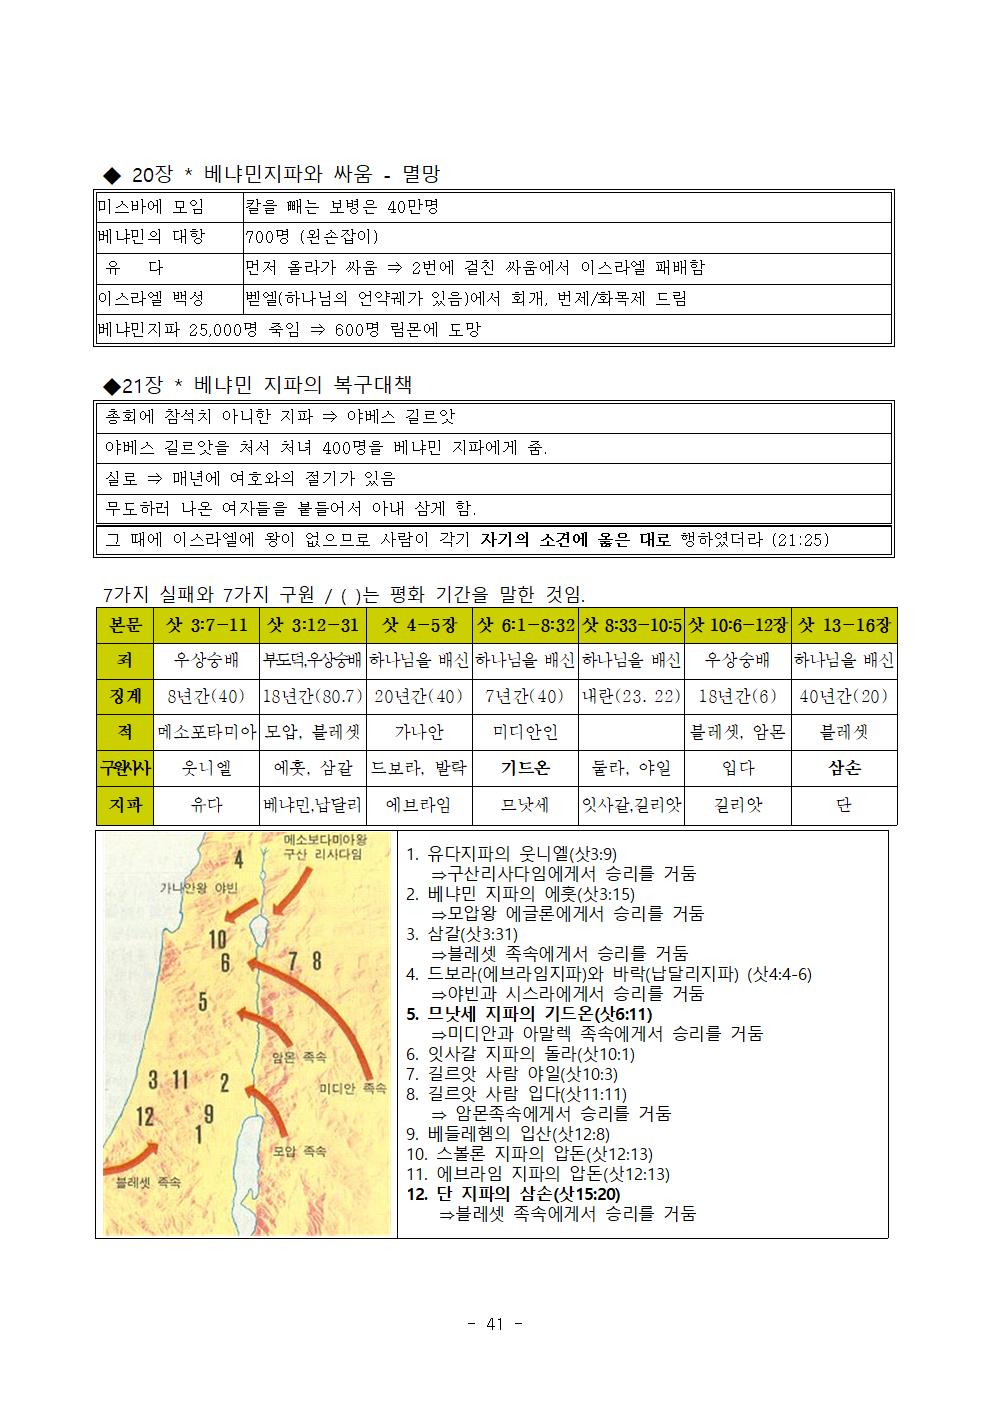 ◆ 20장 * 베냐민지파와 싸움 - 멸망
미스바에 모임 칼을 빼는 보병은 40만명
베냐민의 대항 700명 (왼손잡이)
유 다 먼저 올라가 싸움 ⇒ 2번에 걸친 싸움에서 이스라엘 패배함
이스라엘 백성 벧엘(하나님의 언약궤가 있음)에서 회개, 번제/화목제 드림
베냐민지파 25,000명 죽임 ⇒ 600명 림몬에 도망
◆21장 * 베냐민 지파의 복구대책
총회에 참석치 아니한 지파 ⇒ 야베스 길르앗
야베스 길르앗을 쳐서 처녀 400명을 베냐민 지파에게 줌.
실로 ⇒ 매년에 여호와의 절기가 있음
무도하러 나온 여자들을 붙들어서 아내 삼게 함.
그 때에 이스라엘에 왕이 없으므로 사람이 각기 자기의 소견에 옳은 대로 행하였더라 (21:25)
7가지 실패와 7가지 구원 / ( )는 평화 기간을 말한 것임.
본문 삿 3:7-11 삿 3:12-31 삿 4-5장 삿 6:1-8:32 삿 8:33-10:5 삿 10:6-12장 삿 13-16장
죄 우상숭배 부도덕,우상숭배 하나님을 배신 하나님을 배신 하나님을 배신 우상숭배 하나님을 배신
징계 8년간(40) 18년간(80.7) 20년간(40) 7년간(40) 내란(23. 22) 18년간(6) 40년간(20)
적 메소포타미아 모압, 블레셋 가나안 미디안인 블레셋, 암몬 블레셋
구원사사 웃니엘 에훗, 삼갈 드보라, 발락 기드온 돌라, 야일 입다 삼손
지파 유다 베냐민,납달리 에브라임 므낫세 잇사갈,길리앗 길리앗 단
메소보다미아왕
구산 리사다임
4
가나안왕 야빈
10
6
7 8
5
암몬 족속
미디안 족속
3 11 2
12 9
1
모압 족속
블레셋 족속
1. 유다지파의 웃니엘(삿3:9)
⇒구산리사다임에게서 승리를 거둠
2. 베냐민 지파의 에훗(삿3:15)
⇒모압왕 에글론에게서 승리를 거둠
3. 삼갈(삿3:31)
⇒블레셋 족속에게서 승리를 거둠
4. 드보라(에브라임지파)와 바락(납달리지파) (삿4:4-6)
⇒야빈과 시스라에게서 승리를 거둠
5. 므낫세 지파의 기드온(삿6:11)
⇒미디안과 아말렉 족속에게서 승리를 거둠
6. 잇사갈 지파의 돌라(삿10:1)
7. 길르앗 사람 야일(삿10:3)
8. 길르앗 사람 입다(삿11:11)
⇒ 암몬족속에게서 승리를 거둠
9. 베들레헴의 입산(삿12:8)
10. 스불론 지파의 압돈(삿12:13)
11. 에브라임 지파의 압돈(삿12:13)
12. 단 지파의 삼손(삿15:20)
⇒블레셋 족속에게서 승리를 거둠
- 41 -